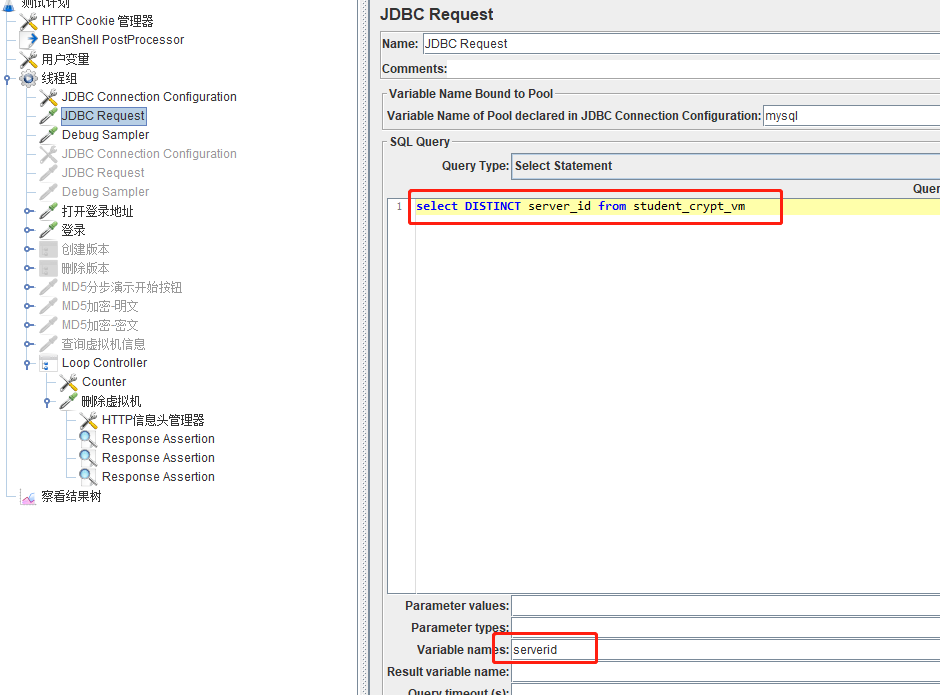 测试计划
HTTP Cookie 管理器
BeanShell PostProcessor
用户变量
线程组
JDBC Connection Configuration
JDBC Request
Debug Sampler
JDBC Connection Configuration
JDBC Request
Debug Sampler
打开登录地址
登录
创建版本
删除版本
MD5分步演示开始按钮
MD5加密-明文
MD5加密-密文
查询虚拟机信息
Loop Controller
Counter
删除虚拟机
HTTP信息头管理器
Response Assertion
Response Assertion
Response Assertion
察看结果树
JDBC Request
Name: JDBC Request
Comments:
Variable Name Bound to Pool
Variable Name of Pool declared in JDBC Connection Configuration: mysql
SQL Query
Query Type: Select Statement
Quer
1 select DISTINCT server_id from student_crypt_vm
Parameter values:
Parameter types:
Variable names: serverid
Result variable name:
Query timeout (s):